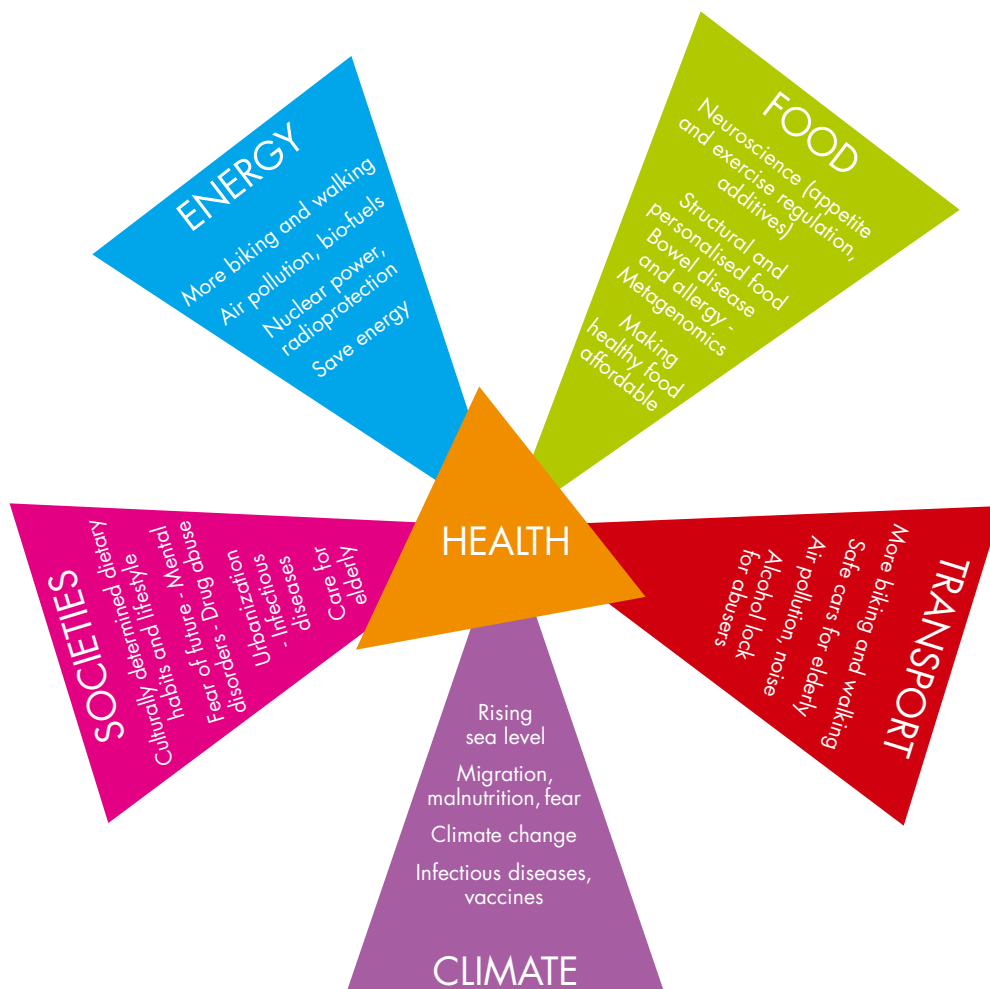 ENERGY
More biking and walking
Air pollution, bio-fuels
Nuclear power,
radioprotection
Save energy
FOOD
Neuroscience (appetite
and exercise regulation,
additives)
Structural and
personalised food
Bowel disease
and allergy -
Metagenomics
Making
healthy food
affordable
HEALTH
SOCIETIES
Culturally determined dietary
habits and lifestyle
Fear of future - Mental
disorders - Drug abuse
Urbanization
- Infectious
diseases
Care for
elderly
TRANSPORT
More biking and walking
Safe cars for elderly
Air pollution, noise
Alcohol lock
for abusers
Rising
sea level
Migration,
malnutrition, fear
Climate change
Infectious diseases,
vaccines
CLIMATE